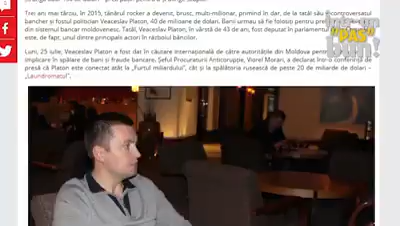 Trei ani mai târziu, în 2015, tânărul rocker a devenit, brusc, multi-milionar, primind în dar, de la tatăl său
bancher și fostul politician Veaceslav Platon, 40 de milioane de dolari. Banii urmau să fie folosiți pentru
din sistemul bancar moldovenesc. Tatăl, Veaceslav Platon, în vârstă de 43 de ani, fost deputat în parlamentul
este, de fapt, unul dintre principalii actori în războiul băncilor.
Luni, 25 iulie, Veaceslav Platon a fost dat în căutare internațională de către autoritățile din Moldova pentru
implicare în spălare de bani și fraude bancare. Șeful Procuraturii Anticorupție, Viorel Morari, a declarat într-o conferință de
presă că Platon este conectat atât la „Furtul miliardului”, cât și la spălătoria rusească de peste 20 de miliarde de dolari –
„Laundromatul”.
"PAS"
bun!